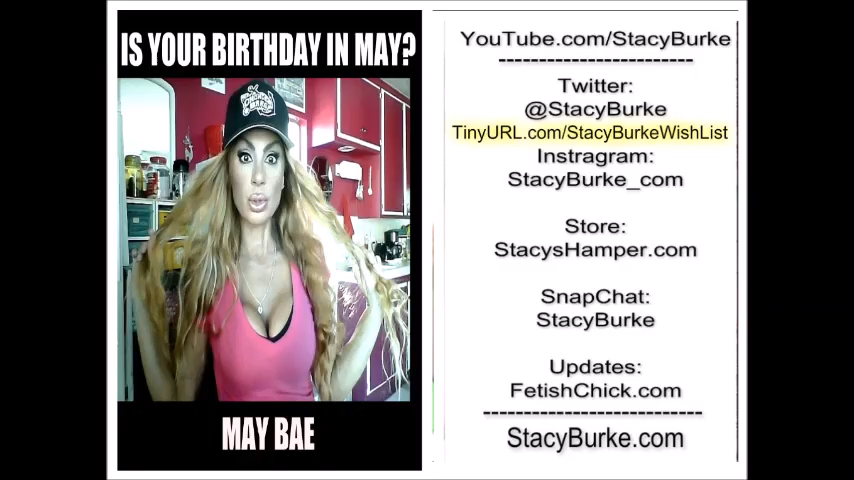 IS YOUR BIRTHDAY IN MAY?
MAY BAE
YouTube.com/StacyBurke
------------------------
Twitter:
@StacyBurke
TinyURL.com/StacyBurkeWishList
Instragram:
StacyBurke_com
Store:
StacysHamper.com
SnapChat:
StacyBurke
Updates:
FetishChick.com
---------------------------
StacyBurke.com